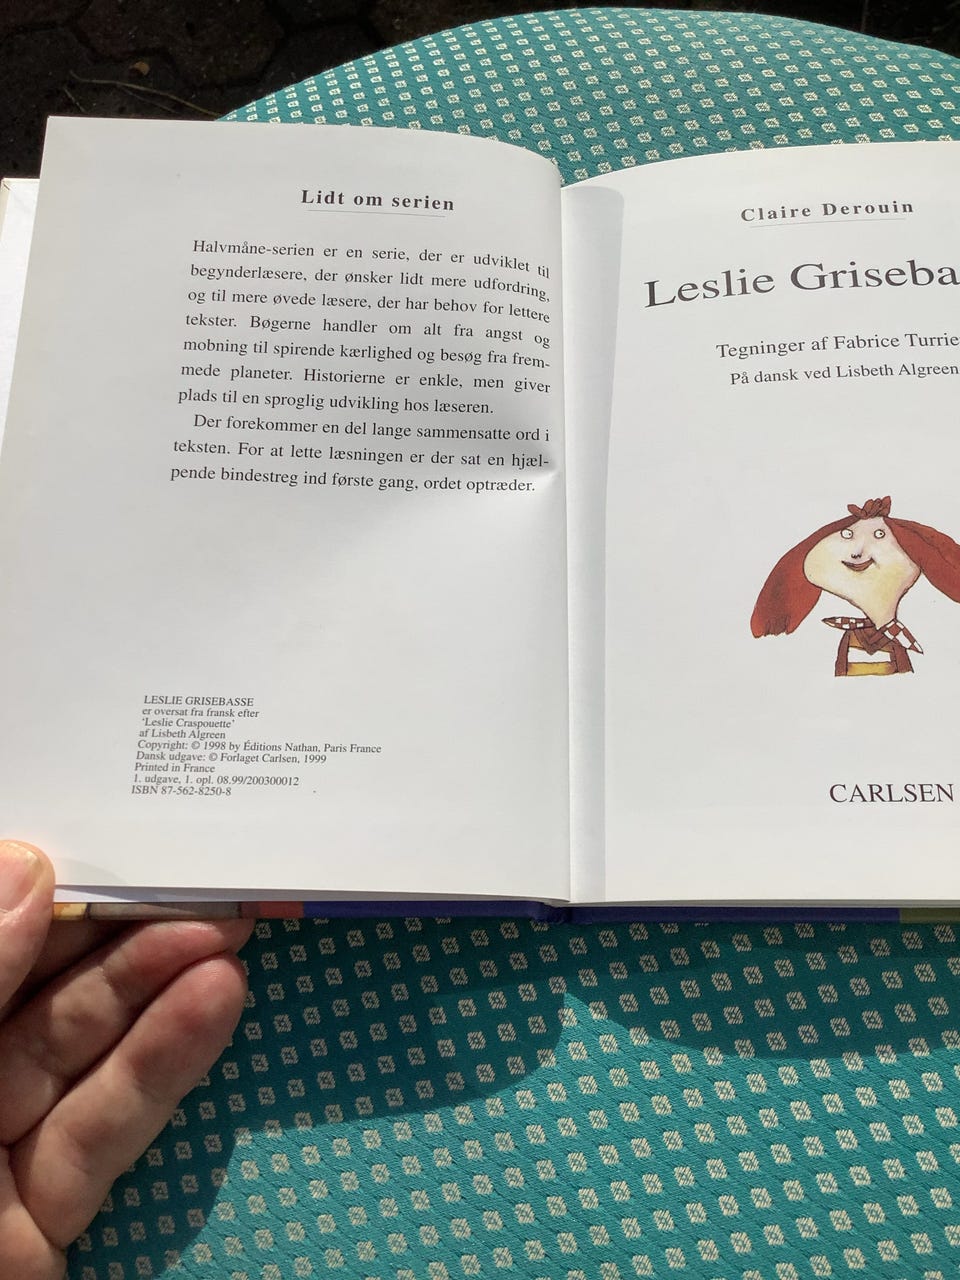 Lidt om serien
Halvmåne-serien er en serie, der er udviklet til
begynderlæsere, der ønsker lidt mere udfordring,
og til mere øvede læsere, der har behov for lettere
tekster. Bøgerne handler om alt fra angst og
mobning til spirende kærlighed og besøg fra frem-
mede planeter. Historierne er enkle, men giver
plads til en sproglig udvikling hos læseren.
Der forekommer en del lange sammensatte ord i
teksten. For at lette læsningen er der sat en hjæl-
pende bindestreg ind første gang, ordet optræder.
LESLIE GRISEBASSE
er oversat fra fransk efter
'Leslie Craspouette'
af Lisbeth Algreen
Copyright: © 1998 by Éditions Nathan, Paris France
Dansk udgave: © Forlaget Carlsen, 1999
Printed in France
1. udgave, 1. opl. 08.99/200300012
ISBN 87-562-8250-8
Claire Derouin
Leslie Griseba
Tegninger af Fabrice Turrie
På dansk ved Lisbeth Algreen
CARLSEN